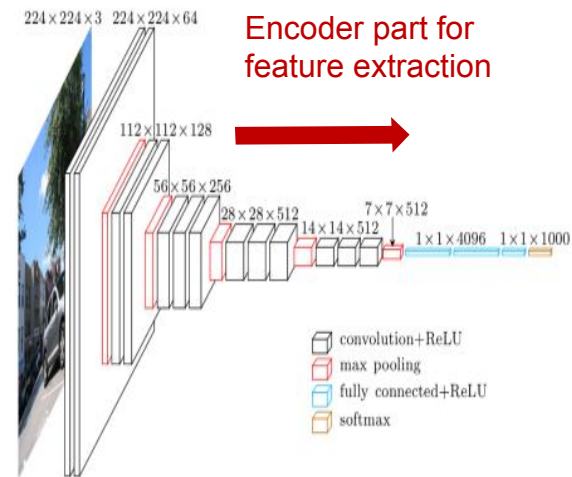 224×224×3 224×224×64
Encoder part for
feature extraction
112×112×128
56×56×256
28×28×512
14×14×512
7×7×512
1×1×4096 1×1×1000
convolution+ReLU
max pooling
fully connected+ReLU
softmax